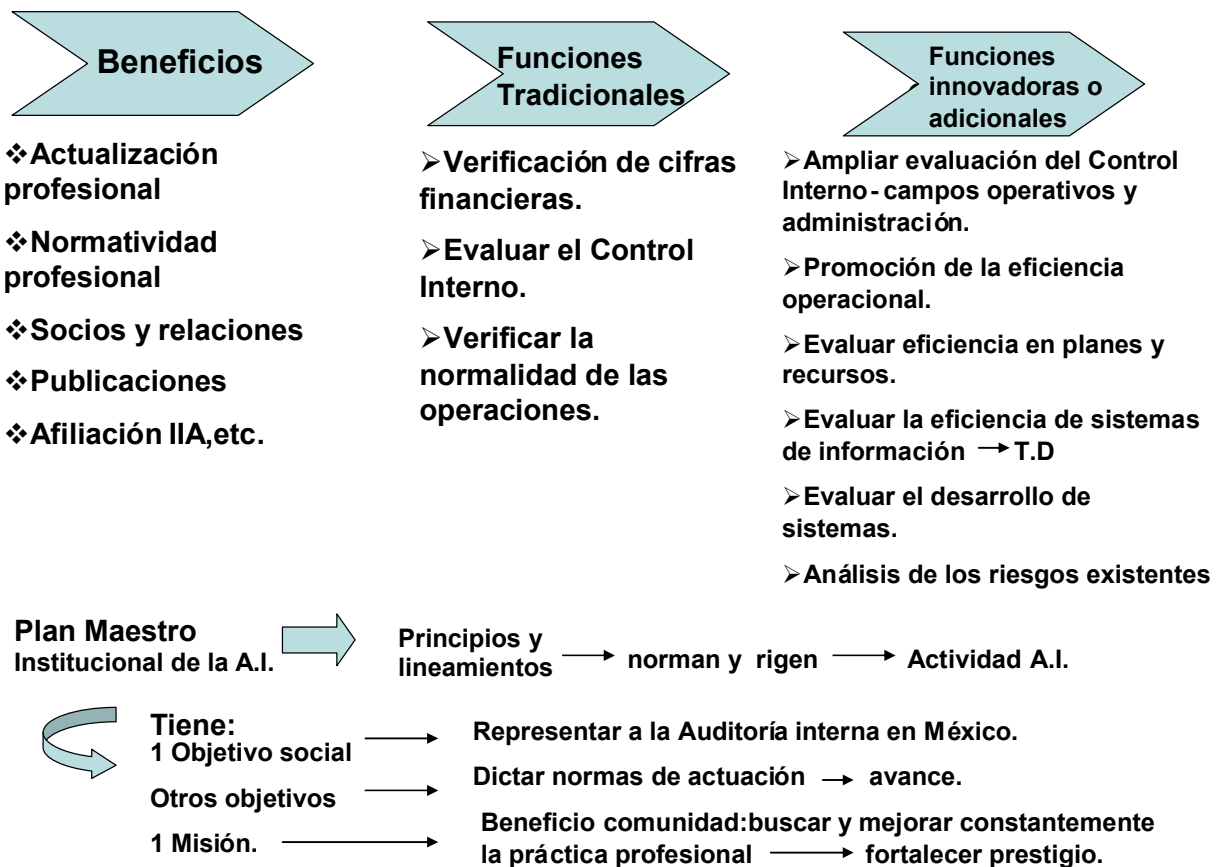 Beneficios
❖Actualización
profesional
❖Normatividad
profesional
❖Socios y relaciones
❖Publicaciones
❖Afiliación IIA,etc.
Funciones
Tradicionales
➢Verificación de cifras
financieras.
➢Evaluar el Control
Interno.
➢Verificar la
normalidad de las
operaciones.
Funciones
innovadoras o
adicionales
➢Ampliar evaluación del Control
Interno- campos operativos y
administración.
➢Promoción de la eficiencia
operacional.
➢Evaluar eficiencia en planes y
recursos.
➢Evaluar la eficiencia de sistemas
de información → T.D
➢Evaluar el desarrollo de
sistemas.
➢Análisis de los riesgos existentes
Plan Maestro
Institucional de la A.I.
Principios y
lineamientos → norman y rigen → Actividad A.I.
Tiene:
1 Objetivo social → Representar a la Auditoría interna en México.
Otros objetivos → Dictar normas de actuación → avance.
1 Misión. → Beneficio comunidad:buscar y mejorar constantemente
la práctica profesional → fortalecer prestigio.